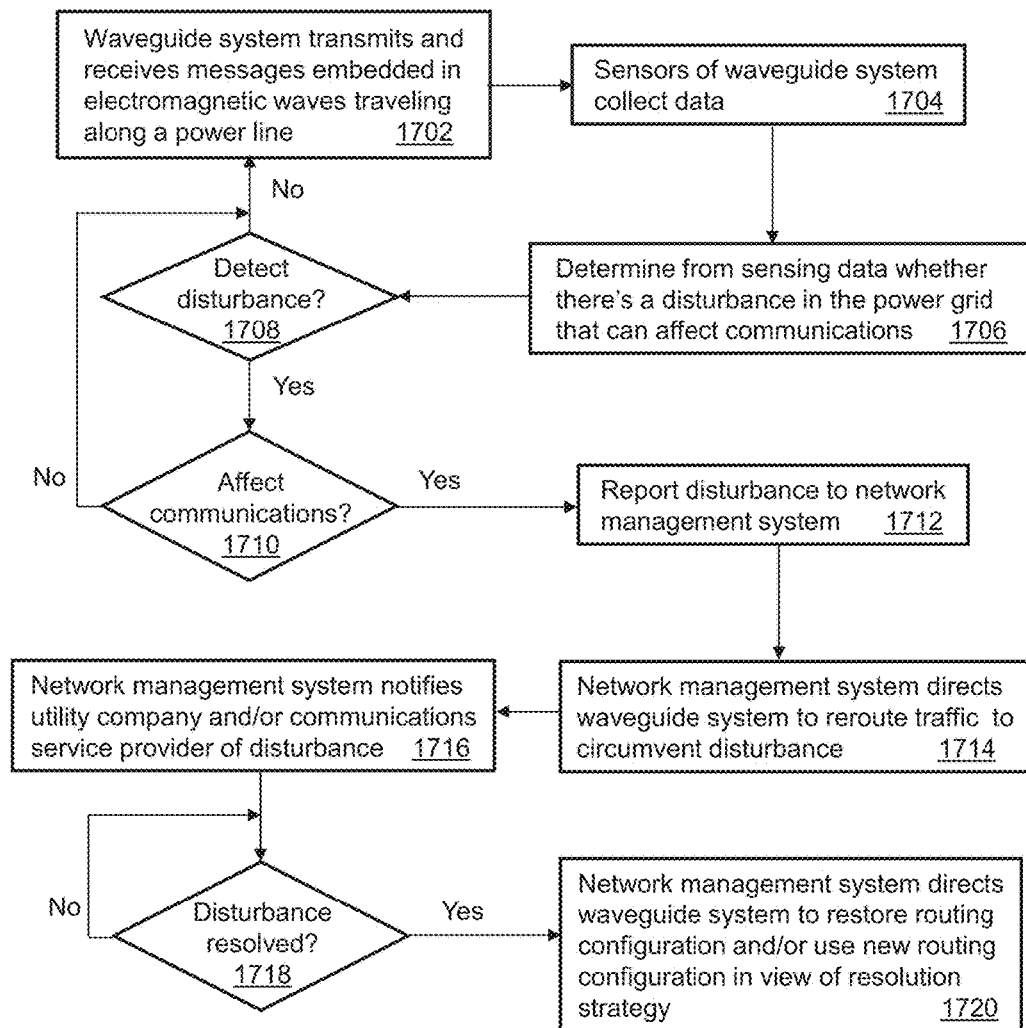 Waveguide system transmits and
receives messages embedded in
electromagnetic waves traveling
along a power line 1702
Sensors of waveguide system
collect data 1704
No
Detect
disturbance?
1708
Determine from sensing data whether
there's a disturbance in the power grid
that can affect communications 1706
Yes
No
Affect
communications?
1710
Yes
Report disturbance to network
management system 1712
Network management system notifies
utility company and/or communications
service provider of disturbance 1716
Network management system directs
waveguide system to reroute traffic to
circumvent disturbance 1714
No
Disturbance
resolved?
1718
Yes
Network management system directs
waveguide system to restore routing
configuration and/or use new routing
configuration in view of resolution
strategy 1720